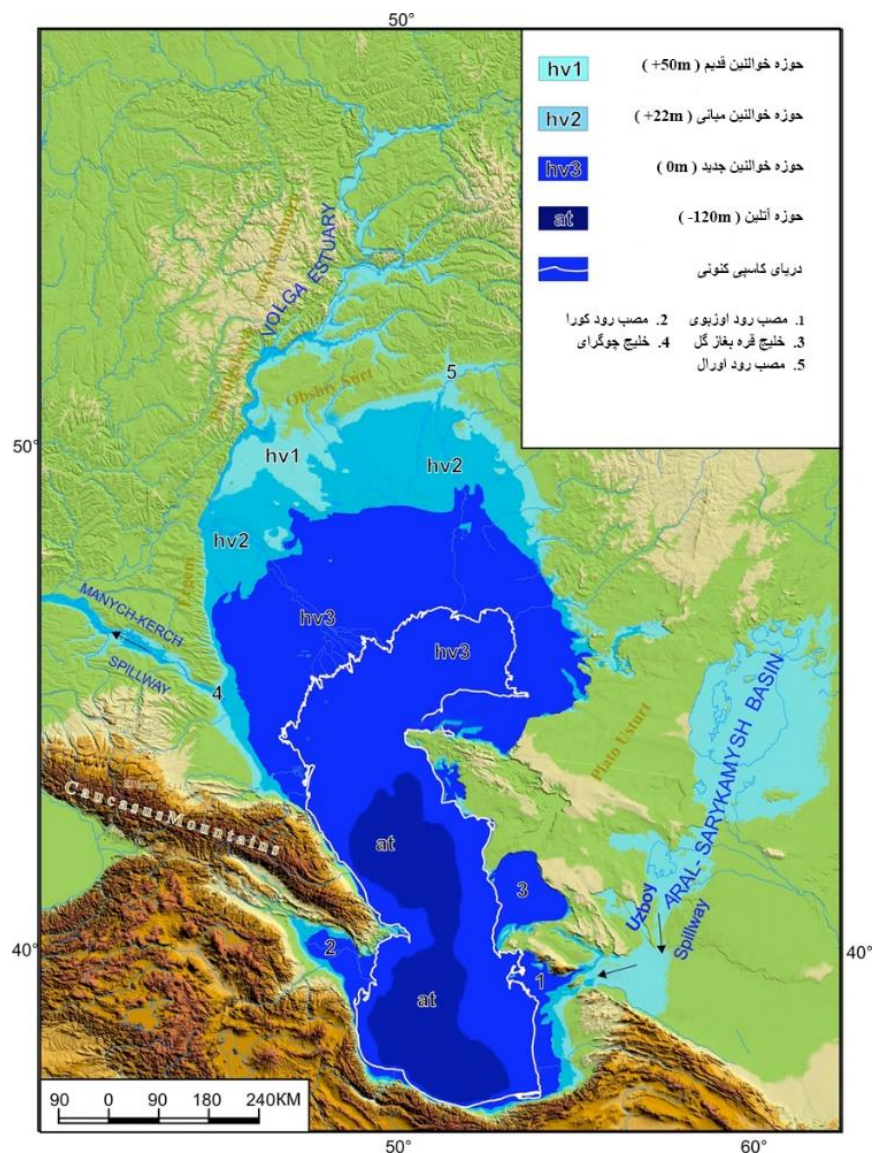 50°
hv1 حوزه خوالنین قدیم ( +50m )
hv2 حوزه خوالنین میانی ( +22m )
hv3 حوزه خوالنین جدید ( 0m )
at حوزه آتلین ( -120m )
دریای کاسپی کنونی
1. مصب رود اوزبوی 2. مصب رود کورا
3. خلیج قره بغاز گل 4. خلیج چوگرای
5. مصب رود اورال
VOLGA ESTUARY
5
Obshiy Surt
50°
hv1
hv2
hv2
Ergeni
MANYCH-KERCH
SPILLWAY
hv3
hv3
4
Plato Usturt
ARAL- SARYKAMYSH BASIN
Caucasus Mountains
at
3
Uzboy
Spillway
40°
2
40°
1
at
90 0 90 180 240KM
50°
60°